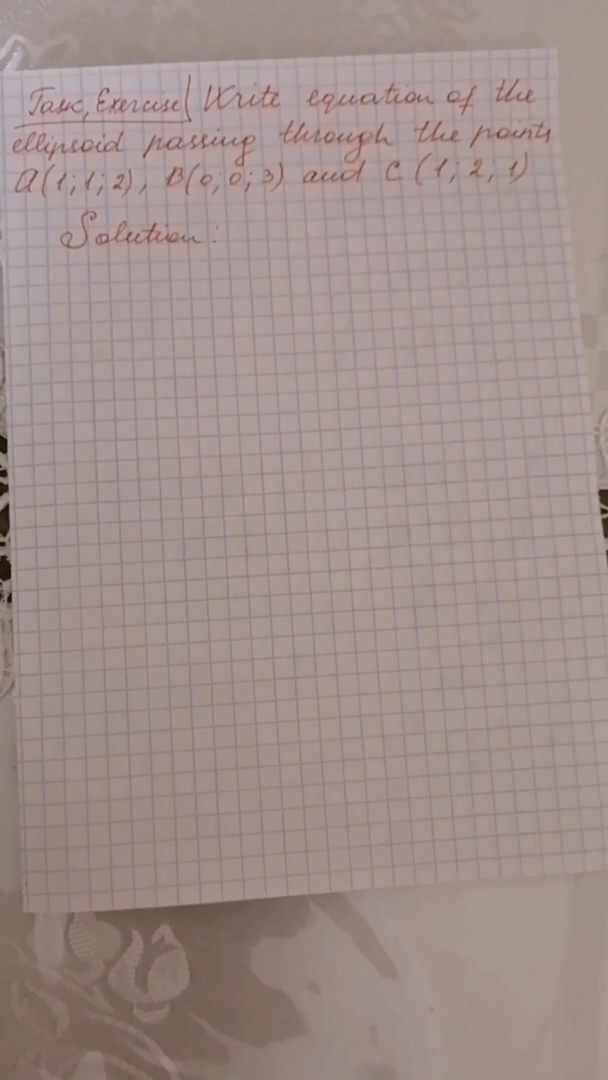 Task, Exercise | Write equation of the
ellipsoid passing through the points
A(1; 1; 2), B(0; 0; 3) and C (1; 2; 1)
Solution: